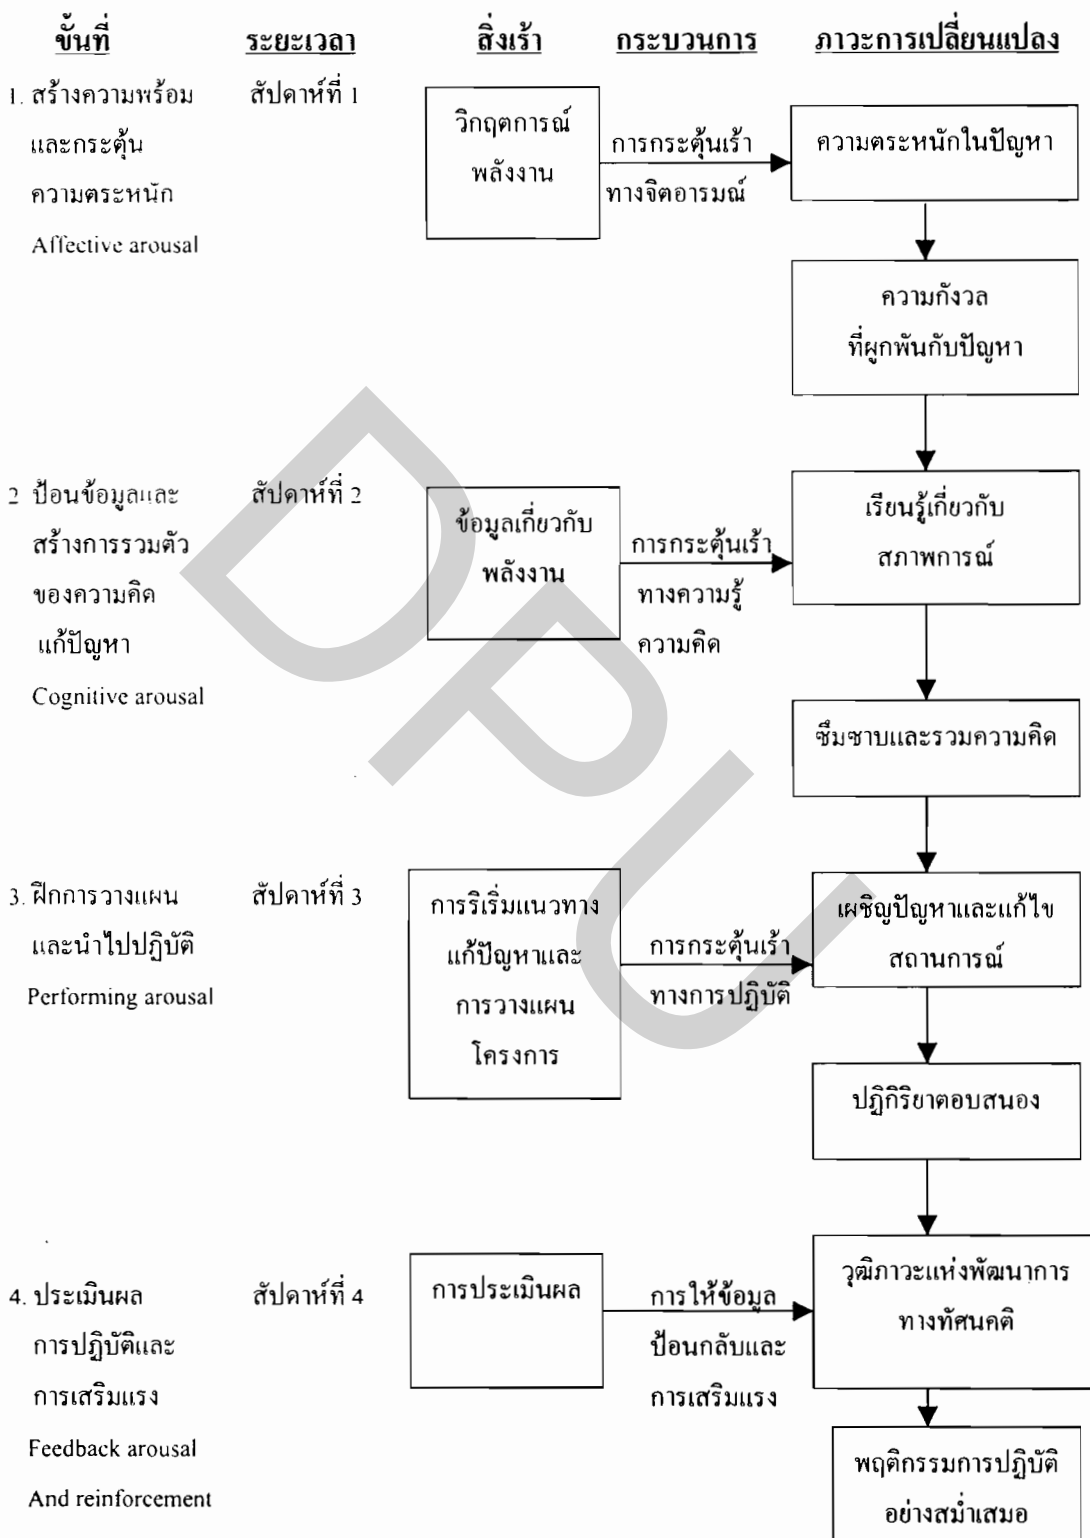 ขั้นที่ ระยะเวลา สิ่งเร้า กระบวนการ ภาวะการเปลี่ยนแปลง
1. สร้างความพร้อม
และกระตุ้น
ความตระหนัก
Affective arousal
สัปดาห์ที่ 1
วิกฤตการณ์
พลังงาน
การกระตุ้นเร้า
ทางจิตอารมณ์
ความตระหนักในปัญหา
ความกังวล
ที่ผูกพันกับปัญหา
2 ป้อนข้อมูลและ
สร้างการรวมตัว
ของความคิด
แก้ปัญหา
Cognitive arousal
สัปดาห์ที่ 2
ข้อมูลเกี่ยวกับ
พลังงาน
การกระตุ้นเร้า
ทางความรู้
ความคิด
เรียนรู้เกี่ยวกับ
สภาพการณ์
ซึมซาบและรวมความคิด
3. ฝึกการวางแผน
และนำไปปฏิบัติ
Performing arousal
สัปดาห์ที่ 3
การริเริ่มแนวทาง
แก้ปัญหาและ
การวางแผน
โครงการ
การกระตุ้นเร้า
ทางการปฏิบัติ
เผชิญปัญหาและแก้ไข
สถานการณ์
ปฏิกิริยาตอบสนอง
4. ประเมินผล
การปฏิบัติและ
การเสริมแรง
Feedback arousal
And reinforcement
สัปดาห์ที่ 4
การประเมินผล
การให้ข้อมูล
ป้อนกลับและ
การเสริมแรง
วุฒิภาวะแห่งพัฒนาการ
ทางทัศนคติ
พฤติกรรมการปฏิบัติ
อย่างสม่ำเสมอ
DPU